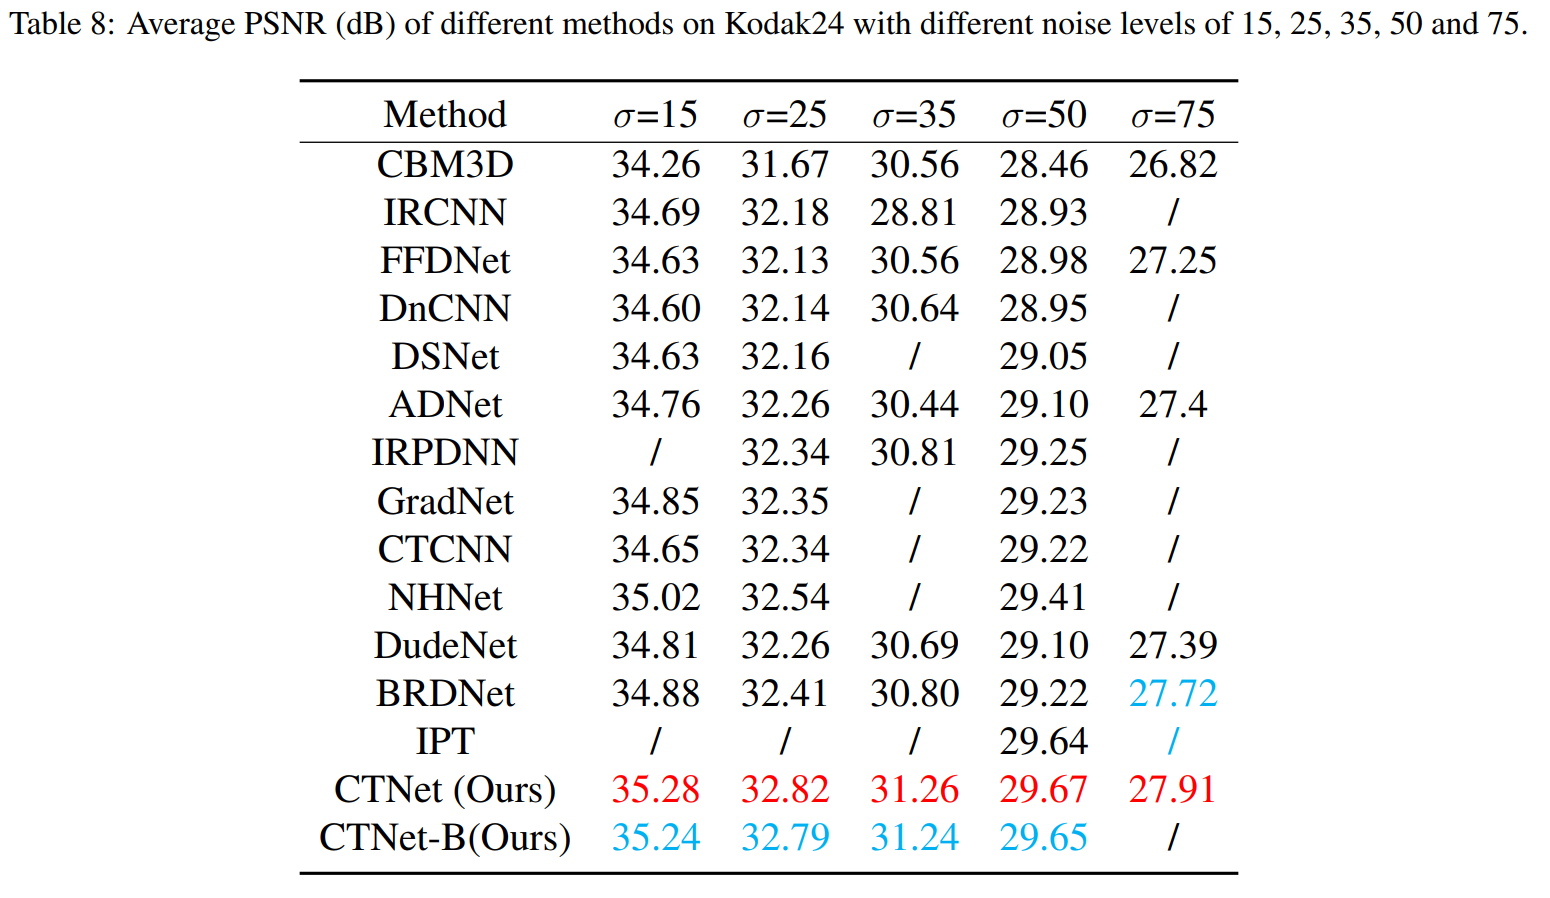 Table 8: Average PSNR (dB) of different methods on Kodak24 with different noise levels of 15, 25, 35, 50 and 75.
Method σ=15 σ=25 σ=35 σ=50 σ=75
CBM3D 34.26 31.67 30.56 28.46 26.82
IRCNN 34.69 32.18 28.81 28.93 /
FFDNet 34.63 32.13 30.56 28.98 27.25
DnCNN 34.60 32.14 30.64 28.95 /
DSNet 34.63 32.16 / 29.05 /
ADNet 34.76 32.26 30.44 29.10 27.4
IRPDNN / 32.34 30.81 29.25 /
GradNet 34.85 32.35 / 29.23 /
CTCNN 34.65 32.34 / 29.22 /
NHNet 35.02 32.54 / 29.41 /
DudeNet 34.81 32.26 30.69 29.10 27.39
BRDNet 34.88 32.41 30.80 29.22 27.72
IPT / / / 29.64 /
CTNet (Ours) 35.28 32.82 31.26 29.67 27.91
CTNet-B(Ours) 35.24 32.79 31.24 29.65 /